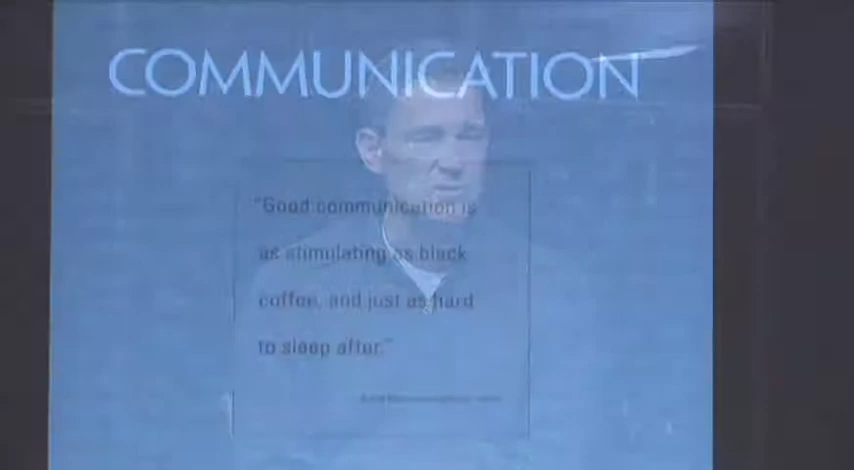 COMMUNICATION
"Good communication is
as stimulating as black
coffee, and just as hard
to sleep after."